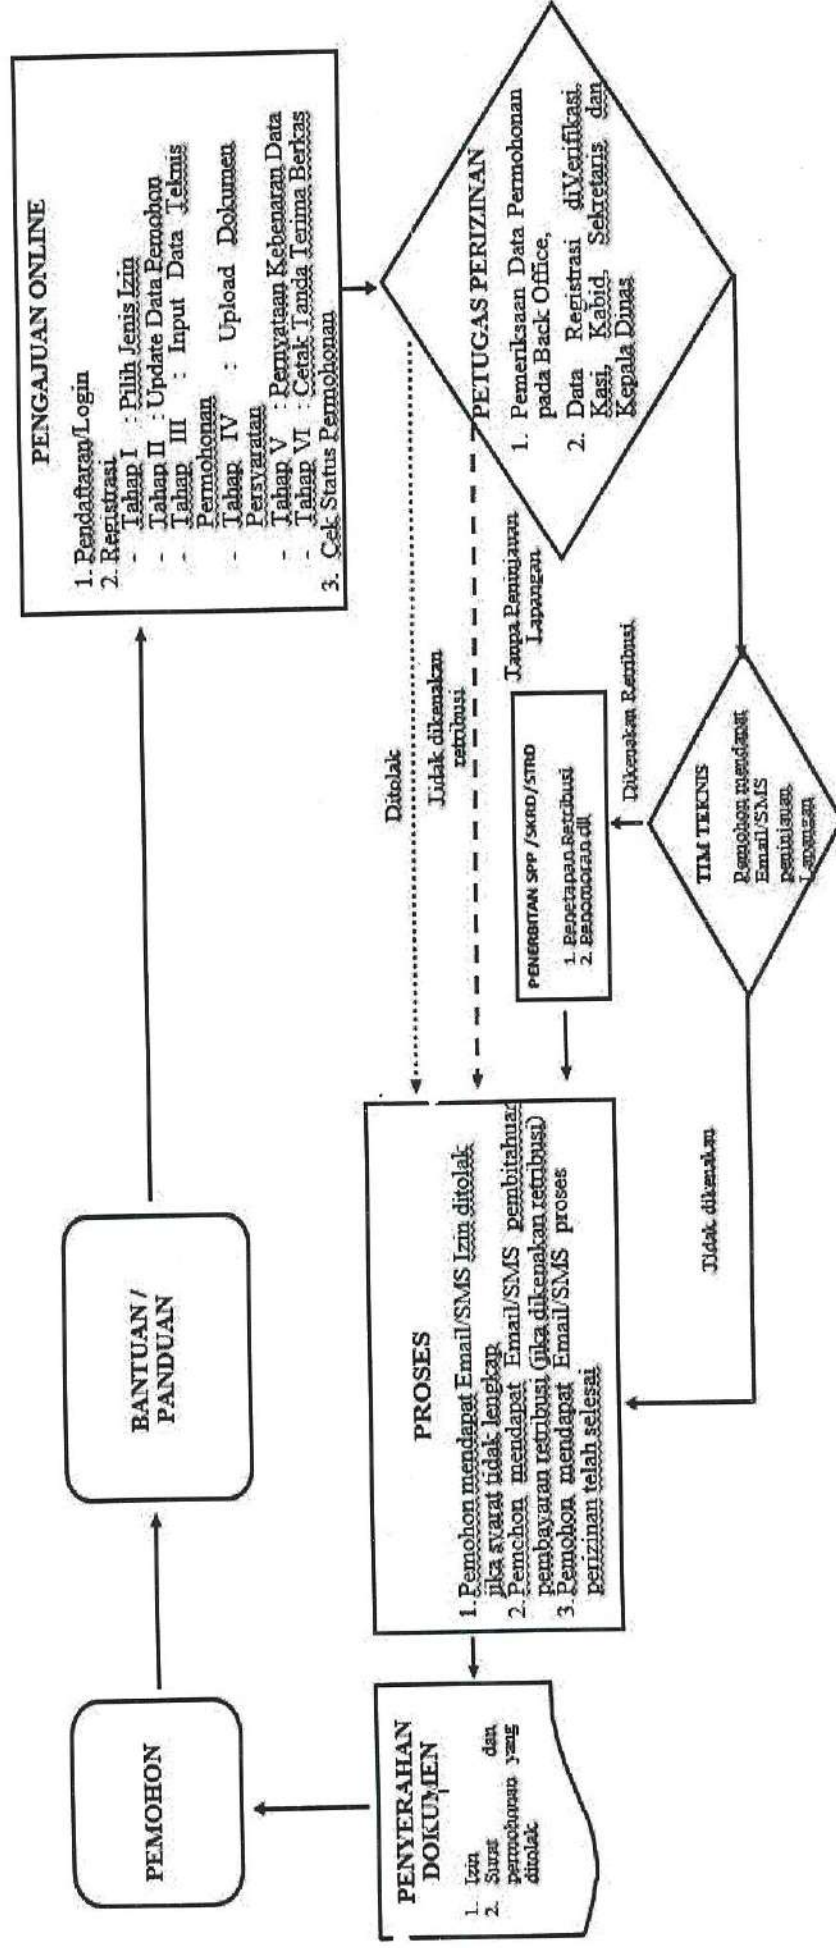 PEMOHON
BANTUAN /
PANDUAN
PENGAJUAN ONLINE
1. Pendaftaran/Login
2. Registrasi
- Tahap I : Pilih Jenis Izin
- Tahap II : Update Data Pemohon
- Tahap III : Input Data Teknis
Permohonan
- Tahap IV : Upload Dokumen
Persyaratan
- Tahap V : Pernyataan Kebenaran Data
- Tahap VI : Cetak Tanda Terima Berkas
3. Cek Status Permohonan
PETUGAS PERIZINAN
1. Pemeriksaan Data Permohonan
pada Back Office,
2. Data Registrasi diVerifikasi,
Kasi, Kabid, Sekretaris dan
Kepala Dinas
Ditolak
Tidak dikenakan
retribusi
Tanpa Peninjauan
Lapangan
PENERBITAN SPP /SKRD/STRD
1. Penetapan Retribusi
2. Penomoran dll
Dikenakan Retribusi
TIM TEKNIS
Pemohon mendapat
Email/SMS
peninjauan
Lapangan
Tidak dikenakan
PROSES
1. Pemohon mendapat Email/SMS Izin ditolak
jika syarat tidak lengkap
2. Pemohon mendapat Email/SMS pembitahuan
pembayaran retribusi (jika dikenakan retribusi)
3. Pemohon mendapat Email/SMS proses
perizinan telah selesai
PENYERAHAN
DOKUMEN
1. Izin
2. Surat dan
permohonan yang
ditolak